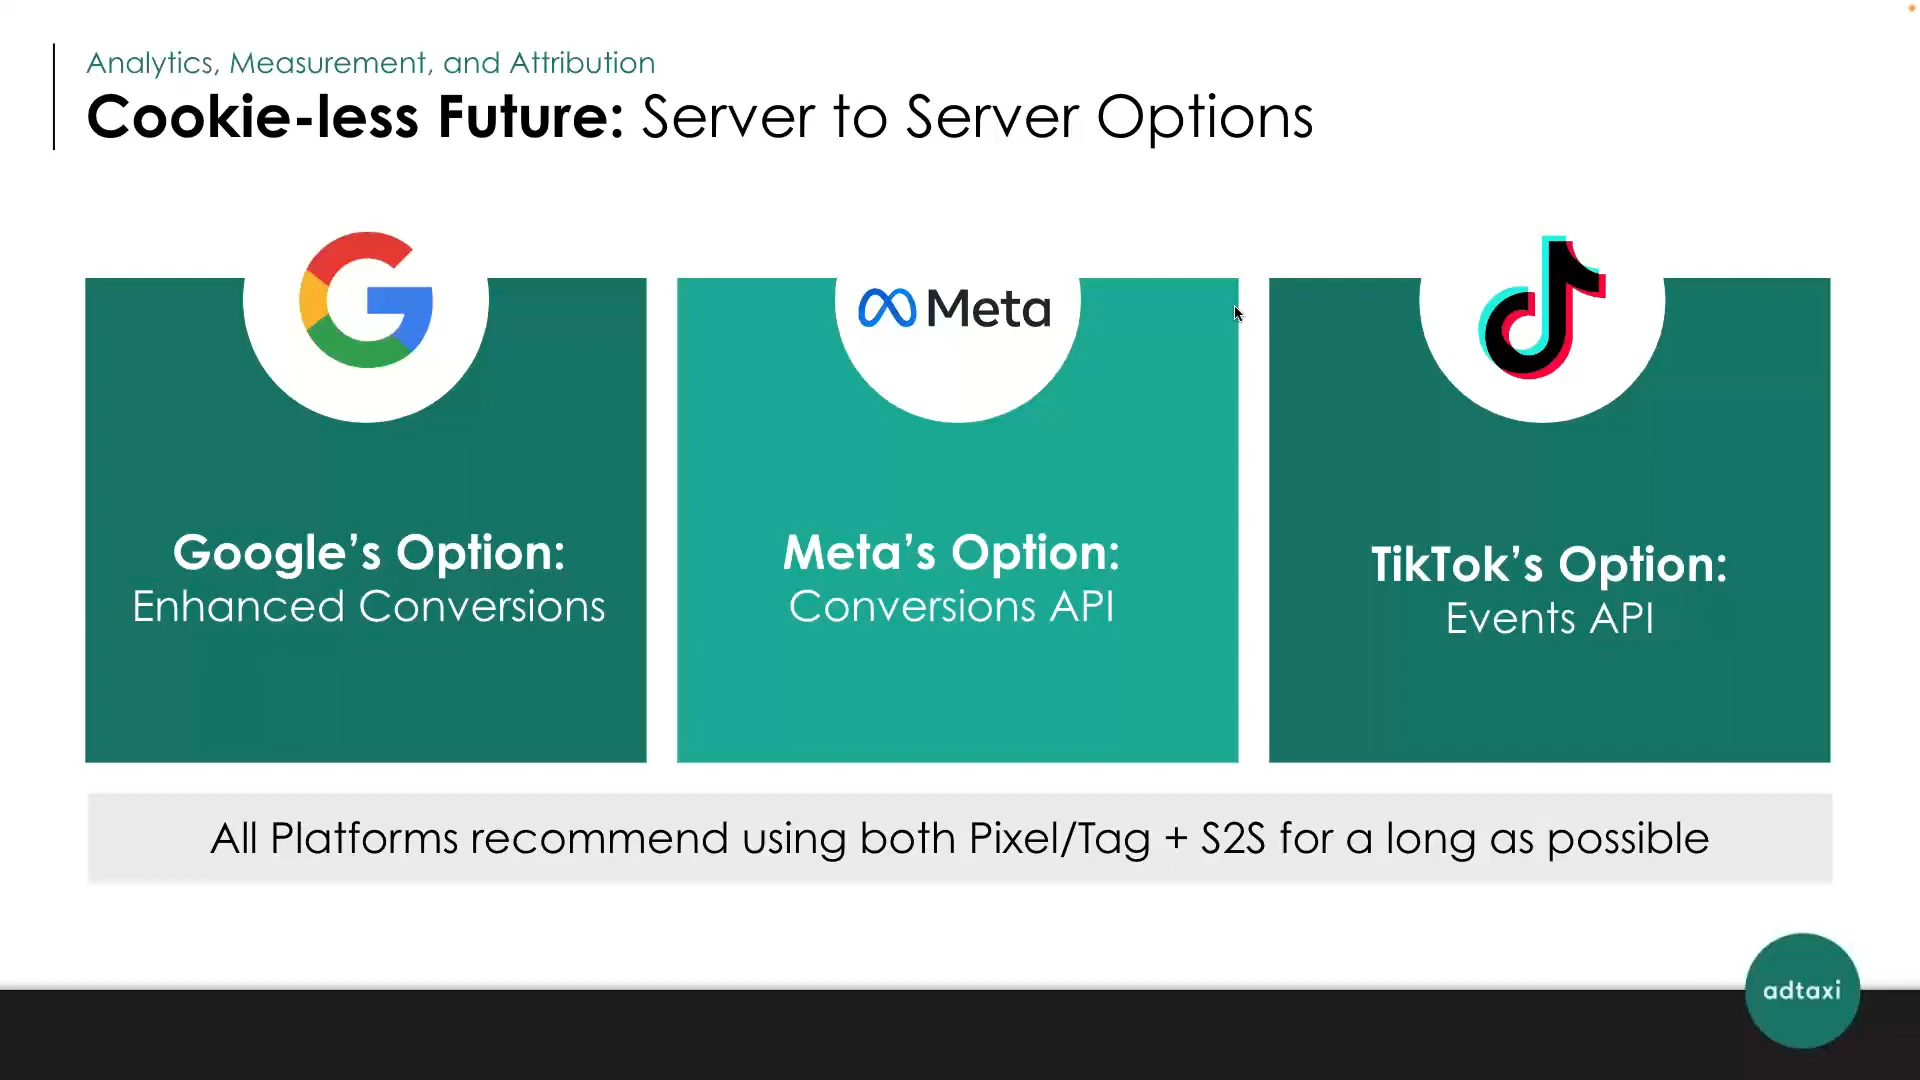 Analytics, Measurement, and Attribution
Cookie-less Future: Server to Server Options
Meta
Google’s Option:
Enhanced Conversions
Meta’s Option:
Conversions API
TikTok’s Option:
Events API
All Platforms recommend using both Pixel/Tag + S2S for a long as possible
adtaxi